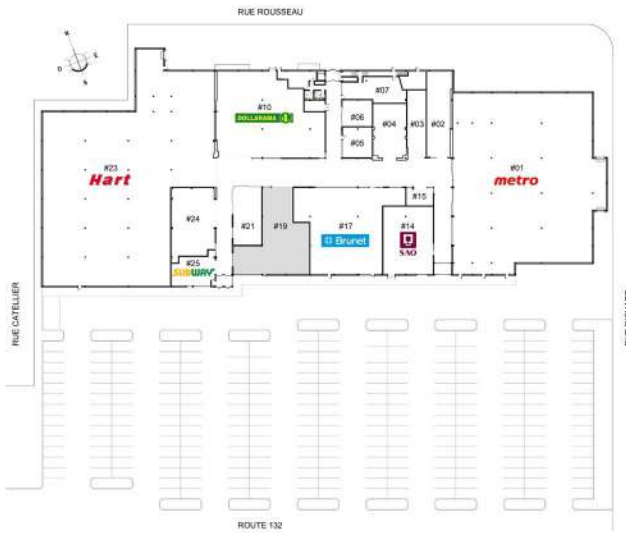 RUE ROUSSEAU
N
E
S
O
#07
#10
DOLLARAMA
#06
#04
#03
#02
#05
#23
Hart
#01
metro
#15
#24
#21
#19
#17
Brunet
#14
SAQ
#25
SUBWAY
RUE CATELLIER
ROUTE 132